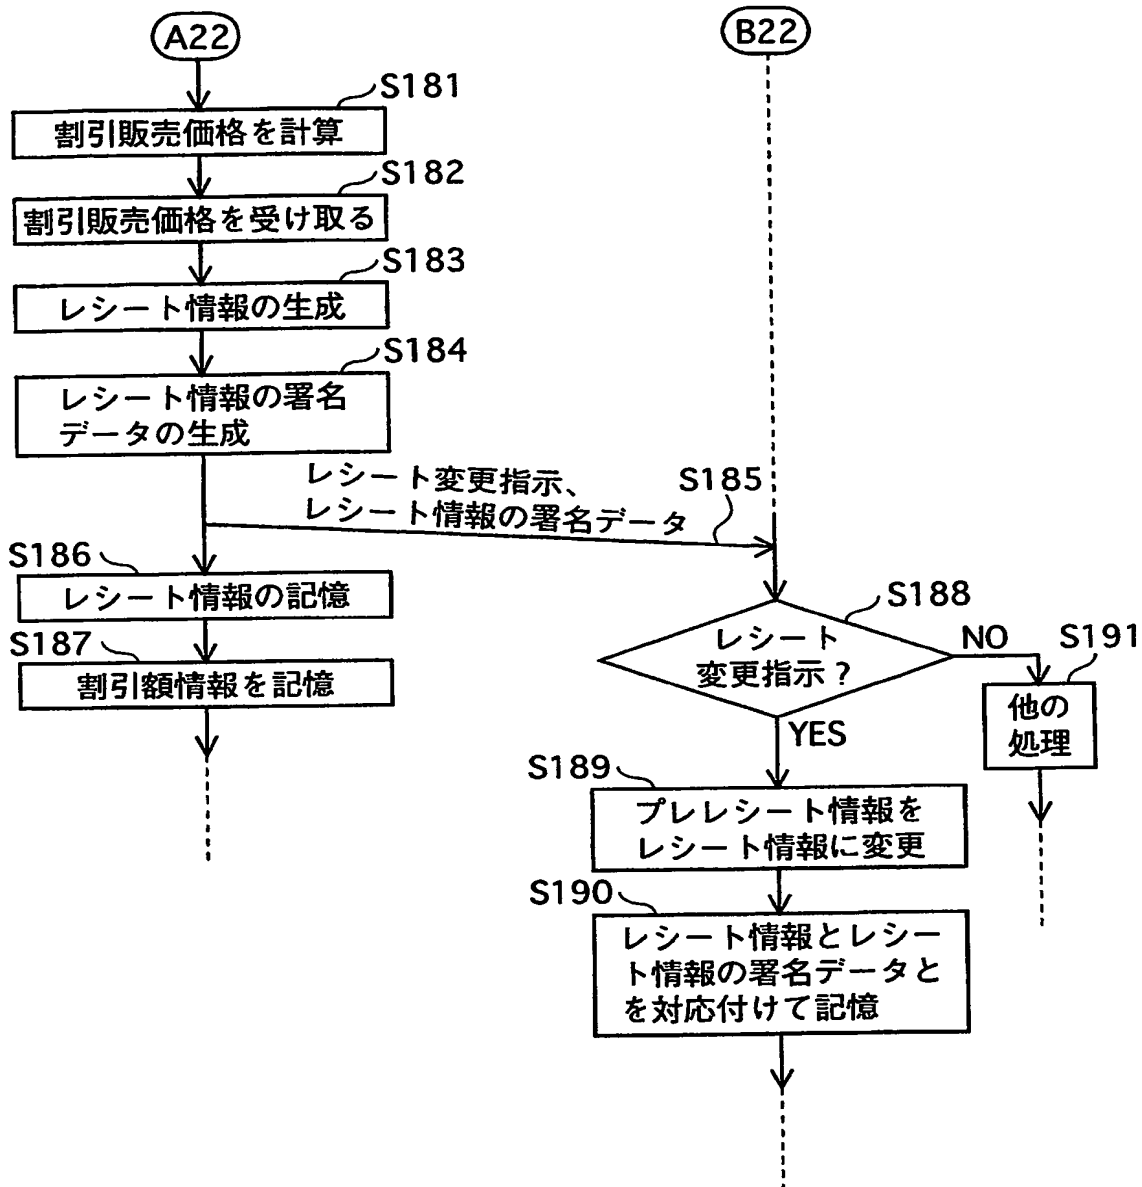 A22
S181
割引販売価格を計算
S182
割引販売価格を受け取る
S183
レシート情報の生成
S184
レシート情報の署名
データの生成
レシート変更指示、
レシート情報の署名データ
S185
S186
レシート情報の記憶
S187
割引額情報を記憶
B22
S188
レシート
変更指示?
NO
S191
他の
処理
YES
S189
プレレシート情報を
レシート情報に変更
S190
レシート情報とレシー
ト情報の署名データと
を対応付けて記憶